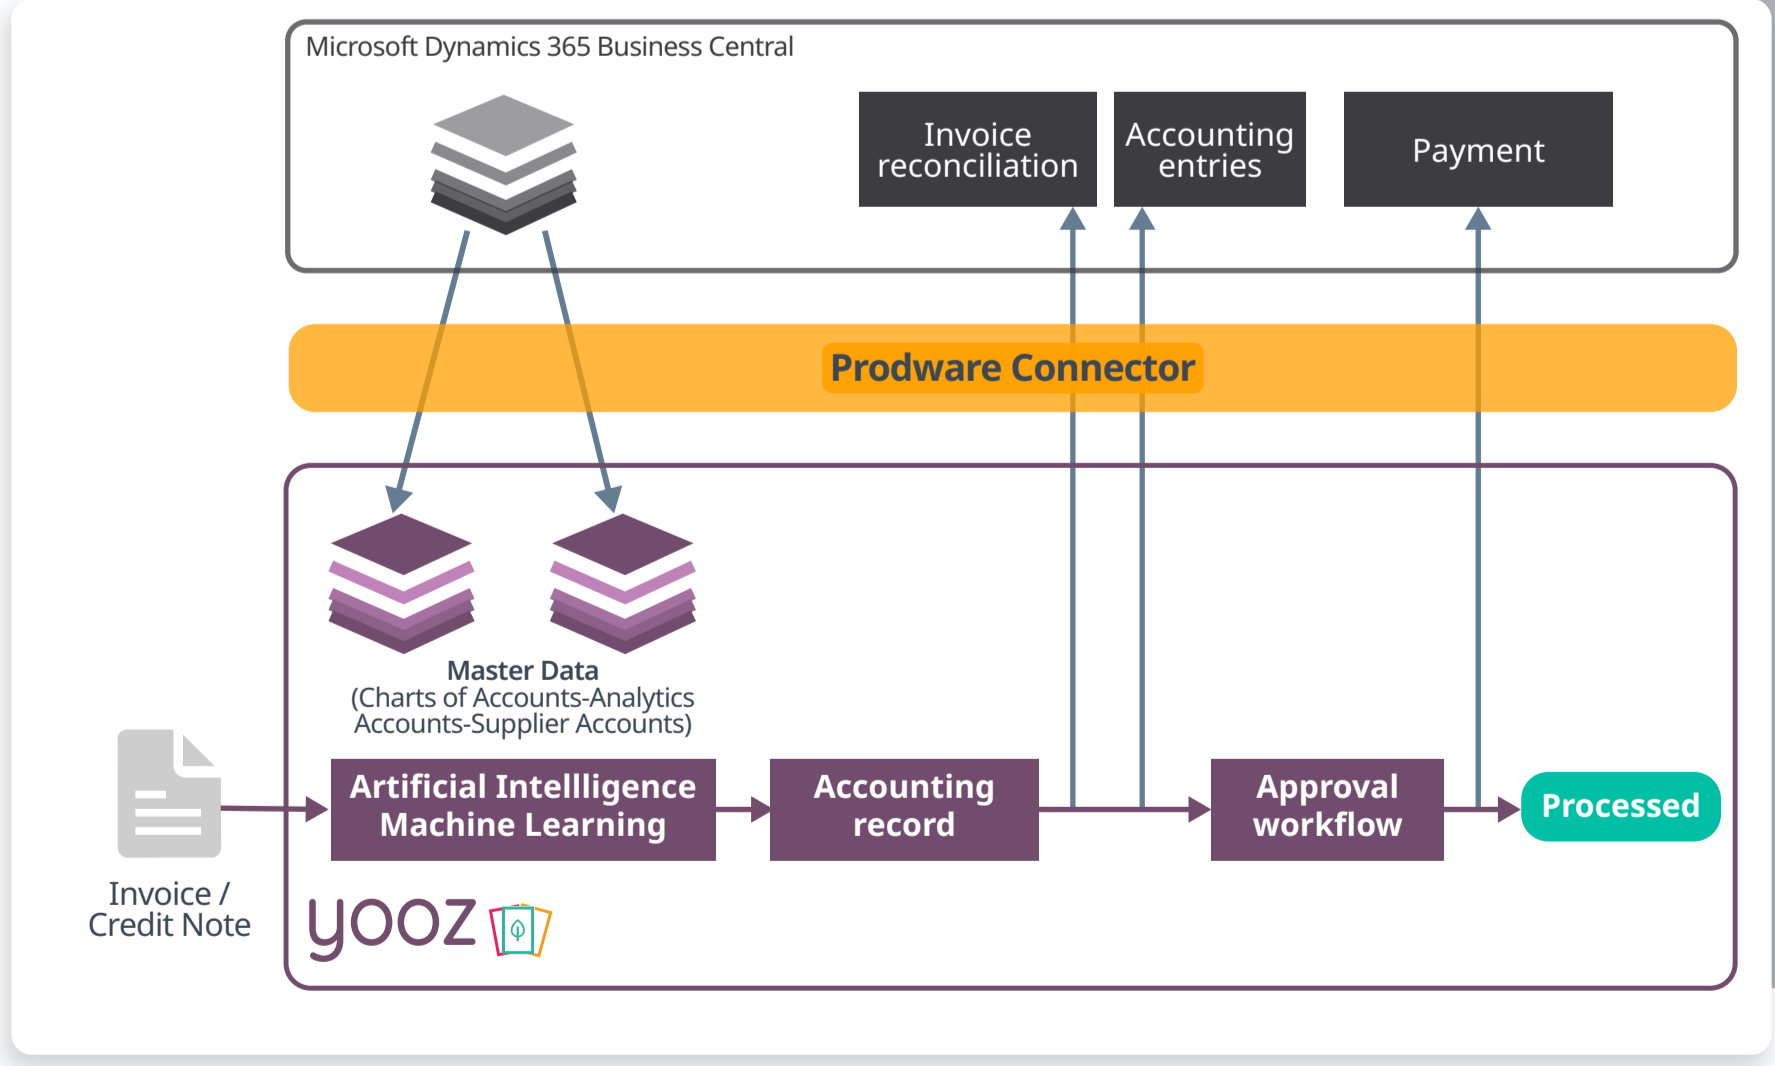 Microsoft Dynamics 365 Business Central
Invoice
reconciliation
Accounting
entries
Payment
Prodware Connector
Master Data
(Charts of Accounts-Analytics
Accounts-Supplier Accounts)
Invoice /
Credit Note
Artificial Intellligence
Machine Learning
Accounting
record
Approval
workflow
Processed
yooz